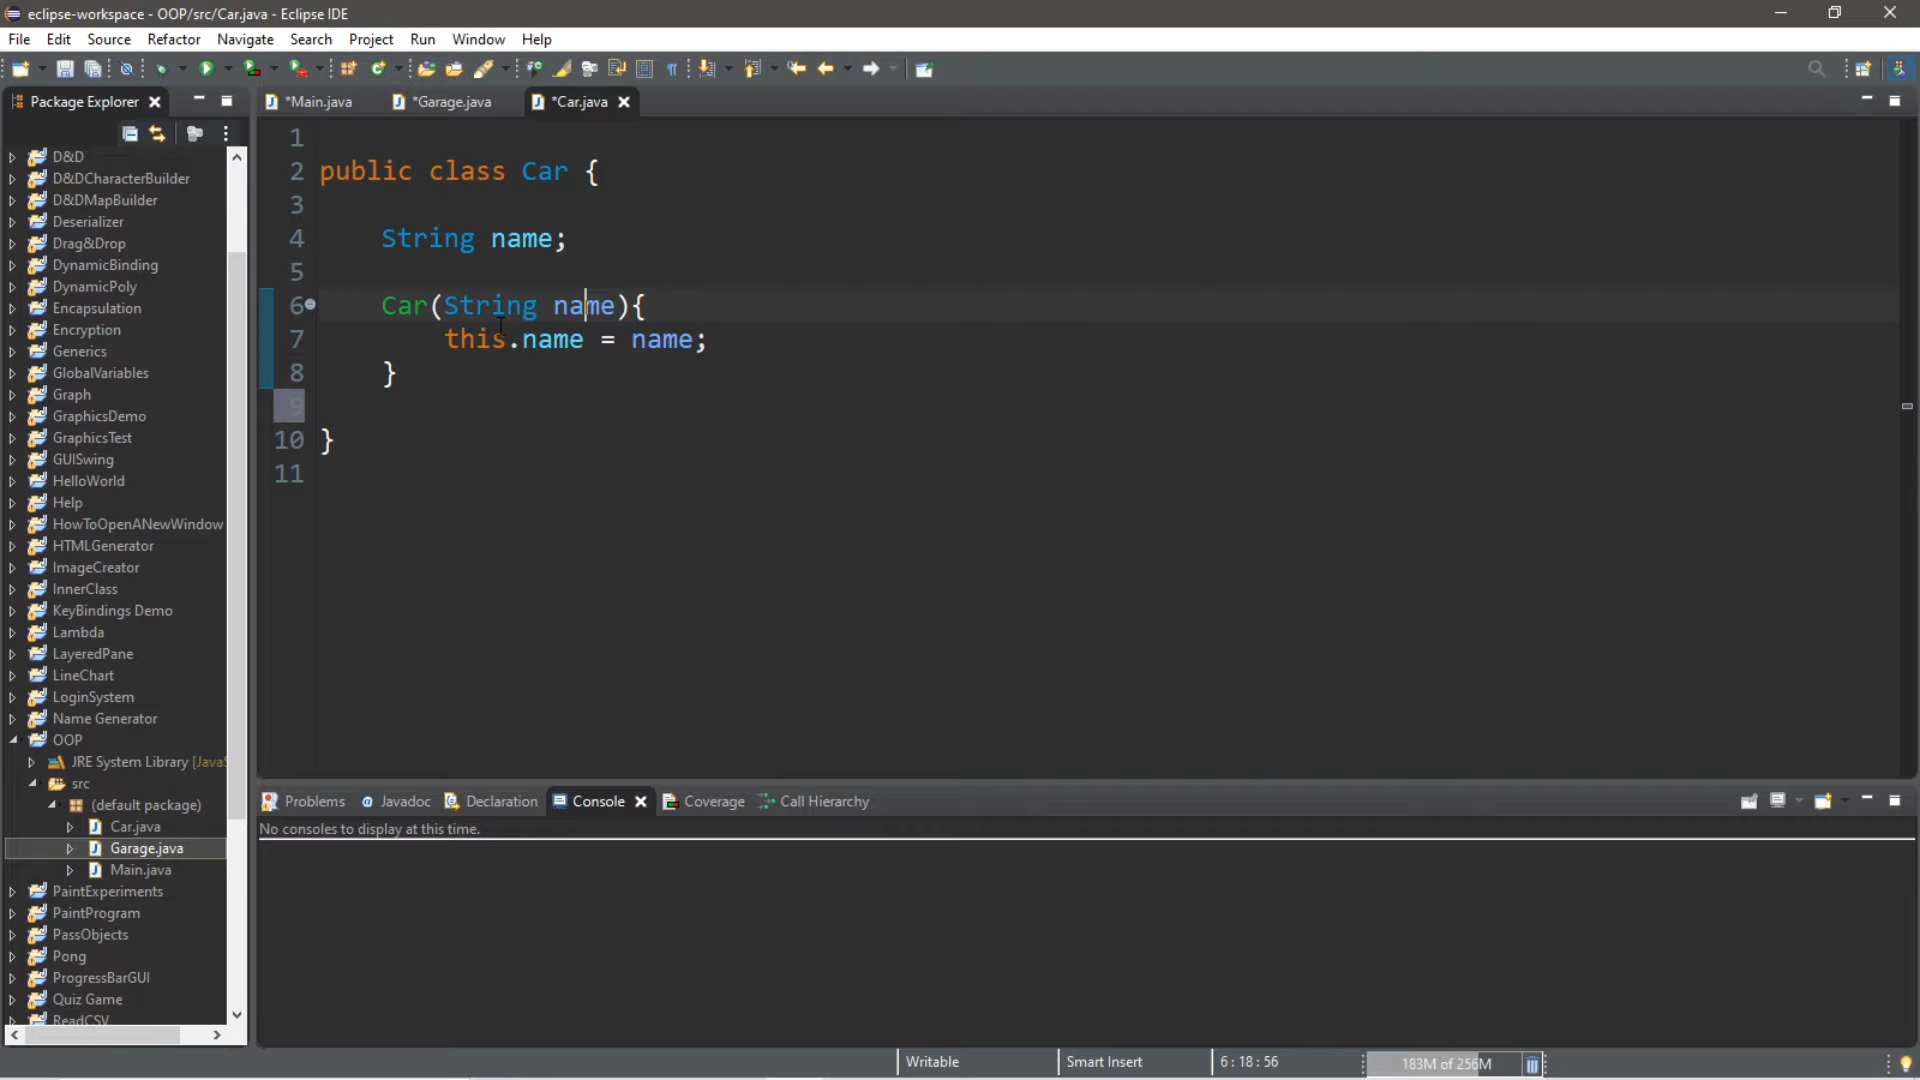 eclipse-workspace - OOP/src/Car.java - Eclipse IDE
File Edit Source Refactor Navigate Search Project Run Window Help
Package Explorer
*Main.java *Garage.java *Car.java
D&D
D&DCharacterBuilder
D&DMapBuilder
Deserializer
Drag&Drop
DynamicBinding
DynamicPoly
Encapsulation
Encryption
Generics
GlobalVariables
Graph
GraphicsDemo
GraphicsTest
GUISwing
HelloWorld
Help
HowToOpenANewWindow
HTMLGenerator
ImageCreator
InnerClass
KeyBindings Demo
Lambda
LayeredPane
LineChart
LoginSystem
Name Generator
OOP
JRE System Library [JavaS
src
(default package)
Car.java
Garage.java
Main.java
PaintExperiments
PaintProgram
PassObjects
Pong
ProgressBarGUI
Quiz Game
ReadCSV
1
2 public class Car {
3
4 String name;
5
6 Car(String name){
7 this.name = name;
8 }
9
10 }
11
Problems @ Javadoc Declaration Console Coverage Call Hierarchy
No consoles to display at this time.
Writable Smart Insert 6 : 18 : 56 183M of 256M